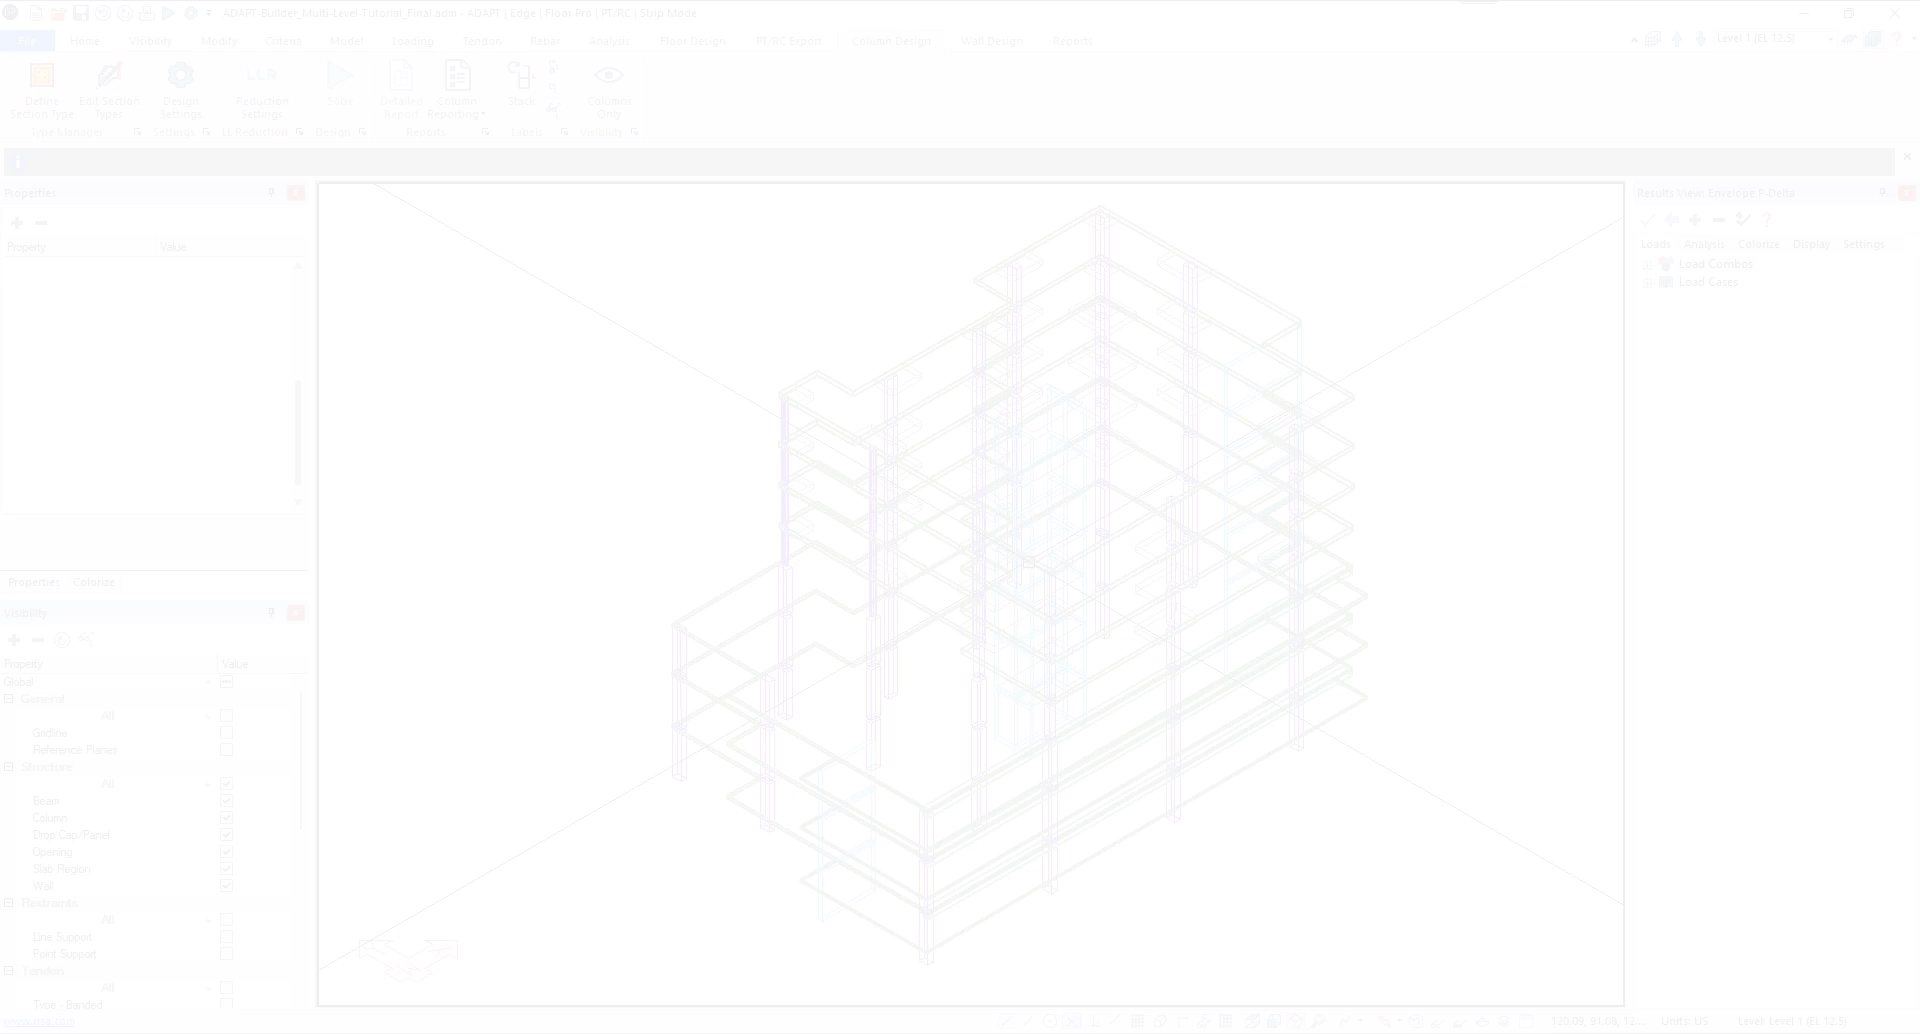 ADAPT-Builder_Multi-Level-Tutorial_Final.adm - ADAPT | Edge | Floor Pro | PT/RC | Strip Mode
File Home Visibility Modify Criteria Model Loading Tendon Rebar Analysis Floor Design PT/RC Export Column Design Wall Design Reports Level 1 (EL 12.5)
Define Section Type
Edit Section Types
Design Settings
LLR
Reduction Settings
Detailed Report
Column Reporting
Stack
Columns Only
Type Manager Settings LL Reduction Design Reports Labels Visibility
Properties
Property Value
Properties Colorize
Visibility
Property Value
Global
General
All
Gridline
Reference Planes
Structure
All
Beam
Column
Drop Cap/Panel
Opening
Slab Region
Wall
Restraints
All
Line Support
Point Support
Tendon
All
Type - Banded
Results View: Envelope P-Delta
Loads Analysis Colorize Display Settings
Load Combos
Load Cases
120.09, 91.08, 12.... Units: US Level: Level 1 (EL 12.5)